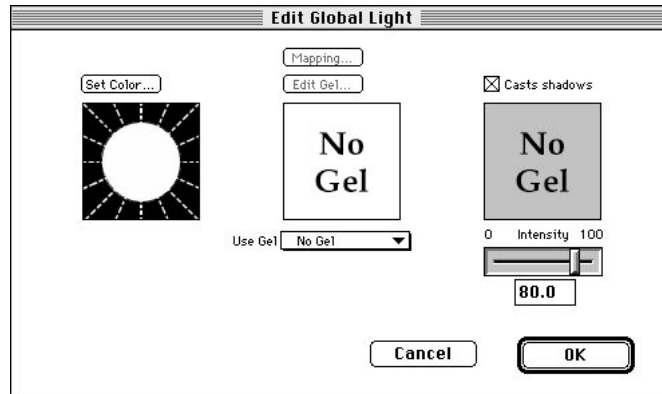 Edit Global Light
Mapping...
Set Color...
Edit Gel...
Casts shadows
No
Gel
No
Gel
Use Gel No Gel
0 Intensity 100
80.0
Cancel
OK